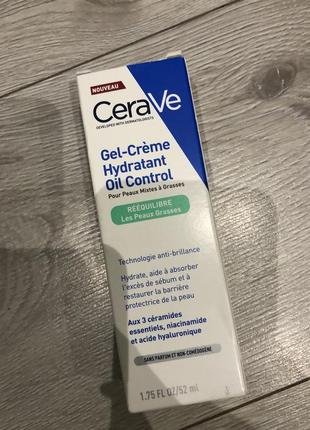 NOUVEAU
CeraVe
DEVELOPED WITH DERMATOLOGISTS
Gel-Crème
Hydratant
Oil Control
Pour Peaux Mixtes à Grasses
RÉÉQUILIBRE
Les Peaux Grasses
Technologie anti-brillance
Hydrate, aide à absorber
l'excès de sébum et à
restaurer la barrière
protectrice de la peau
Aux 3 céramides
essentiels, niacinamide
et acide hyaluronique
SANS PARFUM ET NON-COMÉDOGÈNE
1.75 FL OZ/52 ml